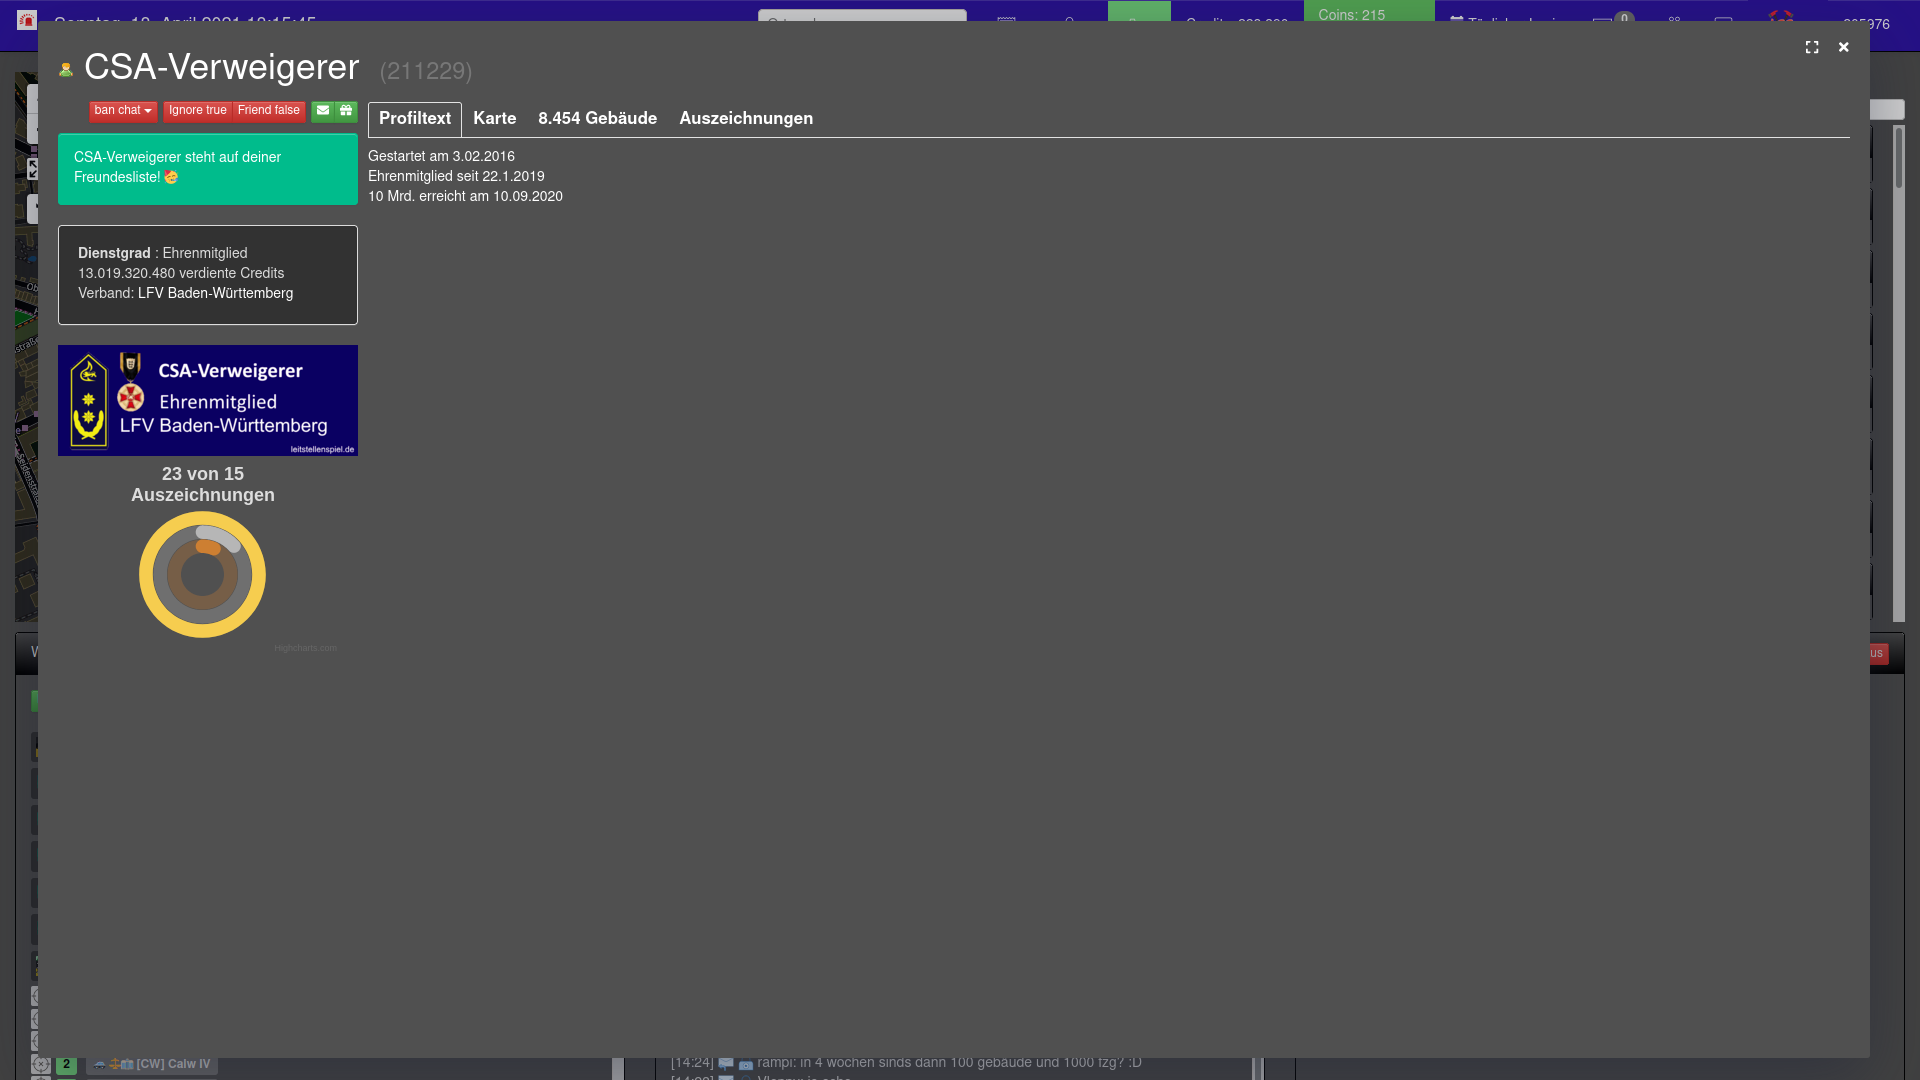 Coins: 215
CSA-Verweigerer (211229)
ban chat Ignore true Friend false
Profiltext Karte 8.454 Gebäude Auszeichnungen
CSA-Verweigerer steht auf deiner
Freundesliste! 🥳
Gestartet am 3.02.2016
Ehrenmitglied seit 22.1.2019
10 Mrd. erreicht am 10.09.2020
Dienstgrad : Ehrenmitglied
13.019.320.480 verdiente Credits
Verband: LFV Baden-Württemberg
CSA-Verweigerer
Ehrenmitglied
LFV Baden-Württemberg
leitstellenspiel.de
23 von 15
Auszeichnungen
Highcharts.com
2 [CW] Calw IV
[14:24] rampi: in 4 wochen sinds dann 100 gebäude und 1000 fzg? :D